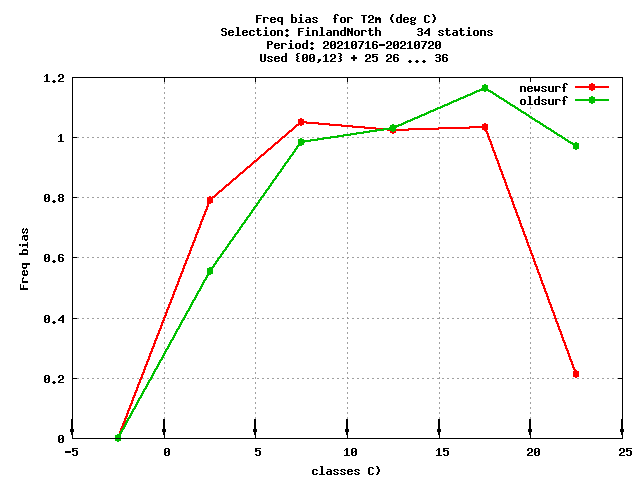 Freq bias  for T2m (deg C)
Selection: FinlandNorth     34 stations
Period: 20210716-20210720
Used {00,12} + 25 26 ... 36
newsurf
oldsurf
1.2
1
0.8
0.6
0.4
0.2
0
Freq bias
-5
0
5
10
15
20
25
classes C)